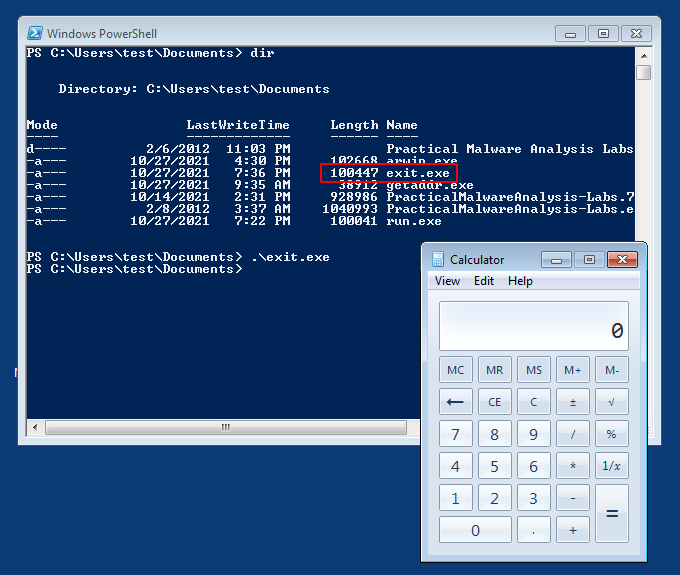 Windows PowerShell
PS C:\Users\test\Documents> dir
Directory: C:\Users\test\Documents
Mode LastWriteTime Length Name
---- ------------- ------ ----
d---- 2/6/2012 11:03 PM Practical Malware Analysis Labs
-a--- 10/27/2021 4:30 PM 102668 arwin.exe
-a--- 10/27/2021 7:36 PM 100447 exit.exe
-a--- 10/27/2021 9:35 AM 38912 getaddr.exe
-a--- 10/14/2021 2:31 PM 928986 PracticalMalwareAnalysis-Labs.7
-a--- 2/8/2012 3:37 AM 1040993 PracticalMalwareAnalysis-Labs.e
-a--- 10/27/2021 7:22 PM 100041 run.exe
PS C:\Users\test\Documents> .\exit.exe
PS C:\Users\test\Documents>
Calculator
View Edit Help
0
MC MR MS M+ M-
← CE C ± √
7 8 9 / %
4 5 6 * 1/x
1 2 3 - =
0 . +